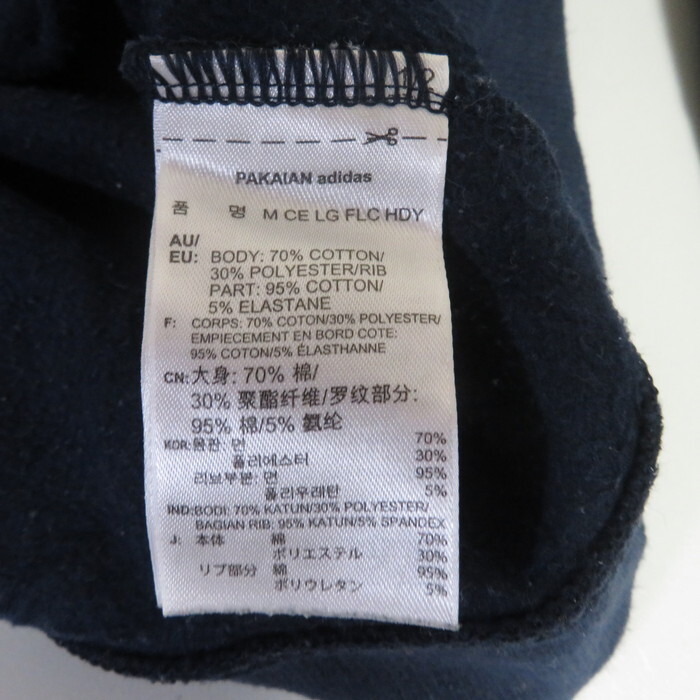 12
PAKAIAN adidas
품 명 M CE LG FLC HDY
AU/
EU: BODY: 70% COTTON/
30% POLYESTER/RIB
PART: 95% COTTON/
5% ELASTANE
F: CORPS: 70% COTON/30% POLYESTER/
EMPIECEMENT EN BORD COTE:
95% COTON/5% ÉLASTHANNE
CN: 大身: 70% 棉/
30% 聚酯纤维/罗纹部分:
95% 棉/5% 氨纶
KOR: 몸판: 면 70%
폴리에스터 30%
리브부분: 면 95%
폴리우레탄 5%
IND: BODI: 70% KATUN/30% POLYESTER/
BAGIAN RIB: 95% KATUN/5% SPANDEX
J: 本体 綿 70%
ポリエステル 30%
リブ部分 綿 95%
ポリウレタン 5%